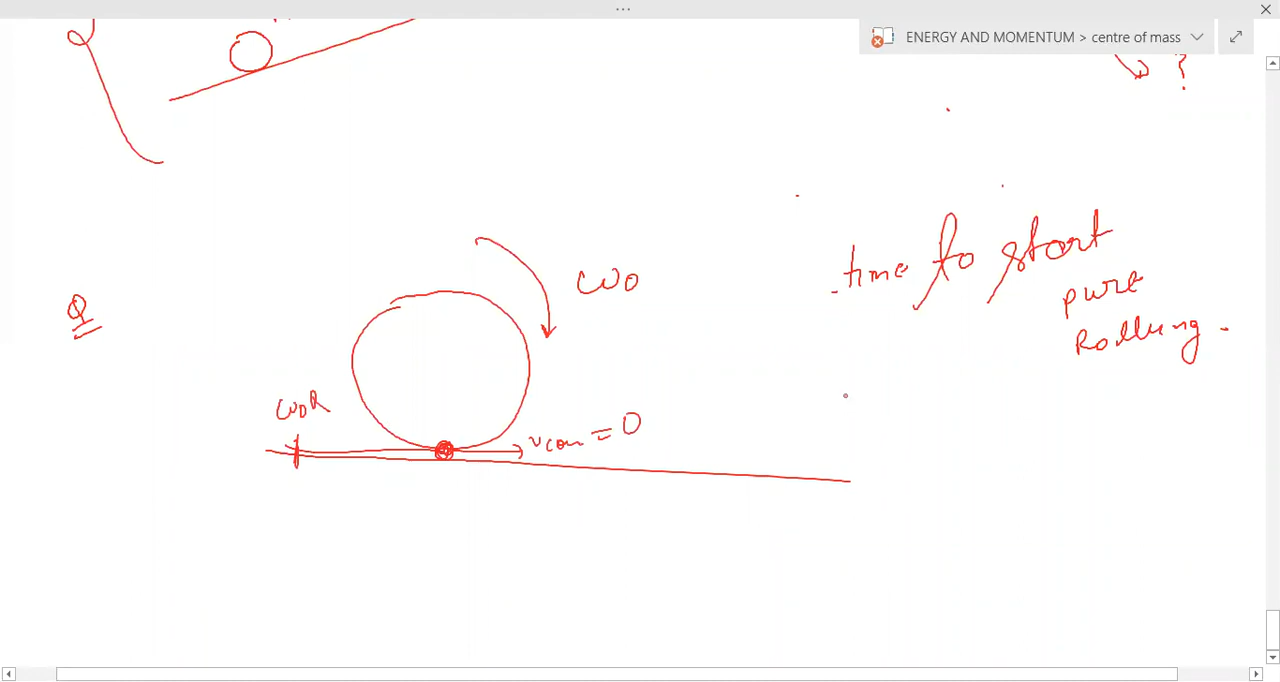 ENERGY AND MOMENTUM > centre of mass
?
Q
ω0
time to start
pure
Rolling.
ω0R
vcom = 0